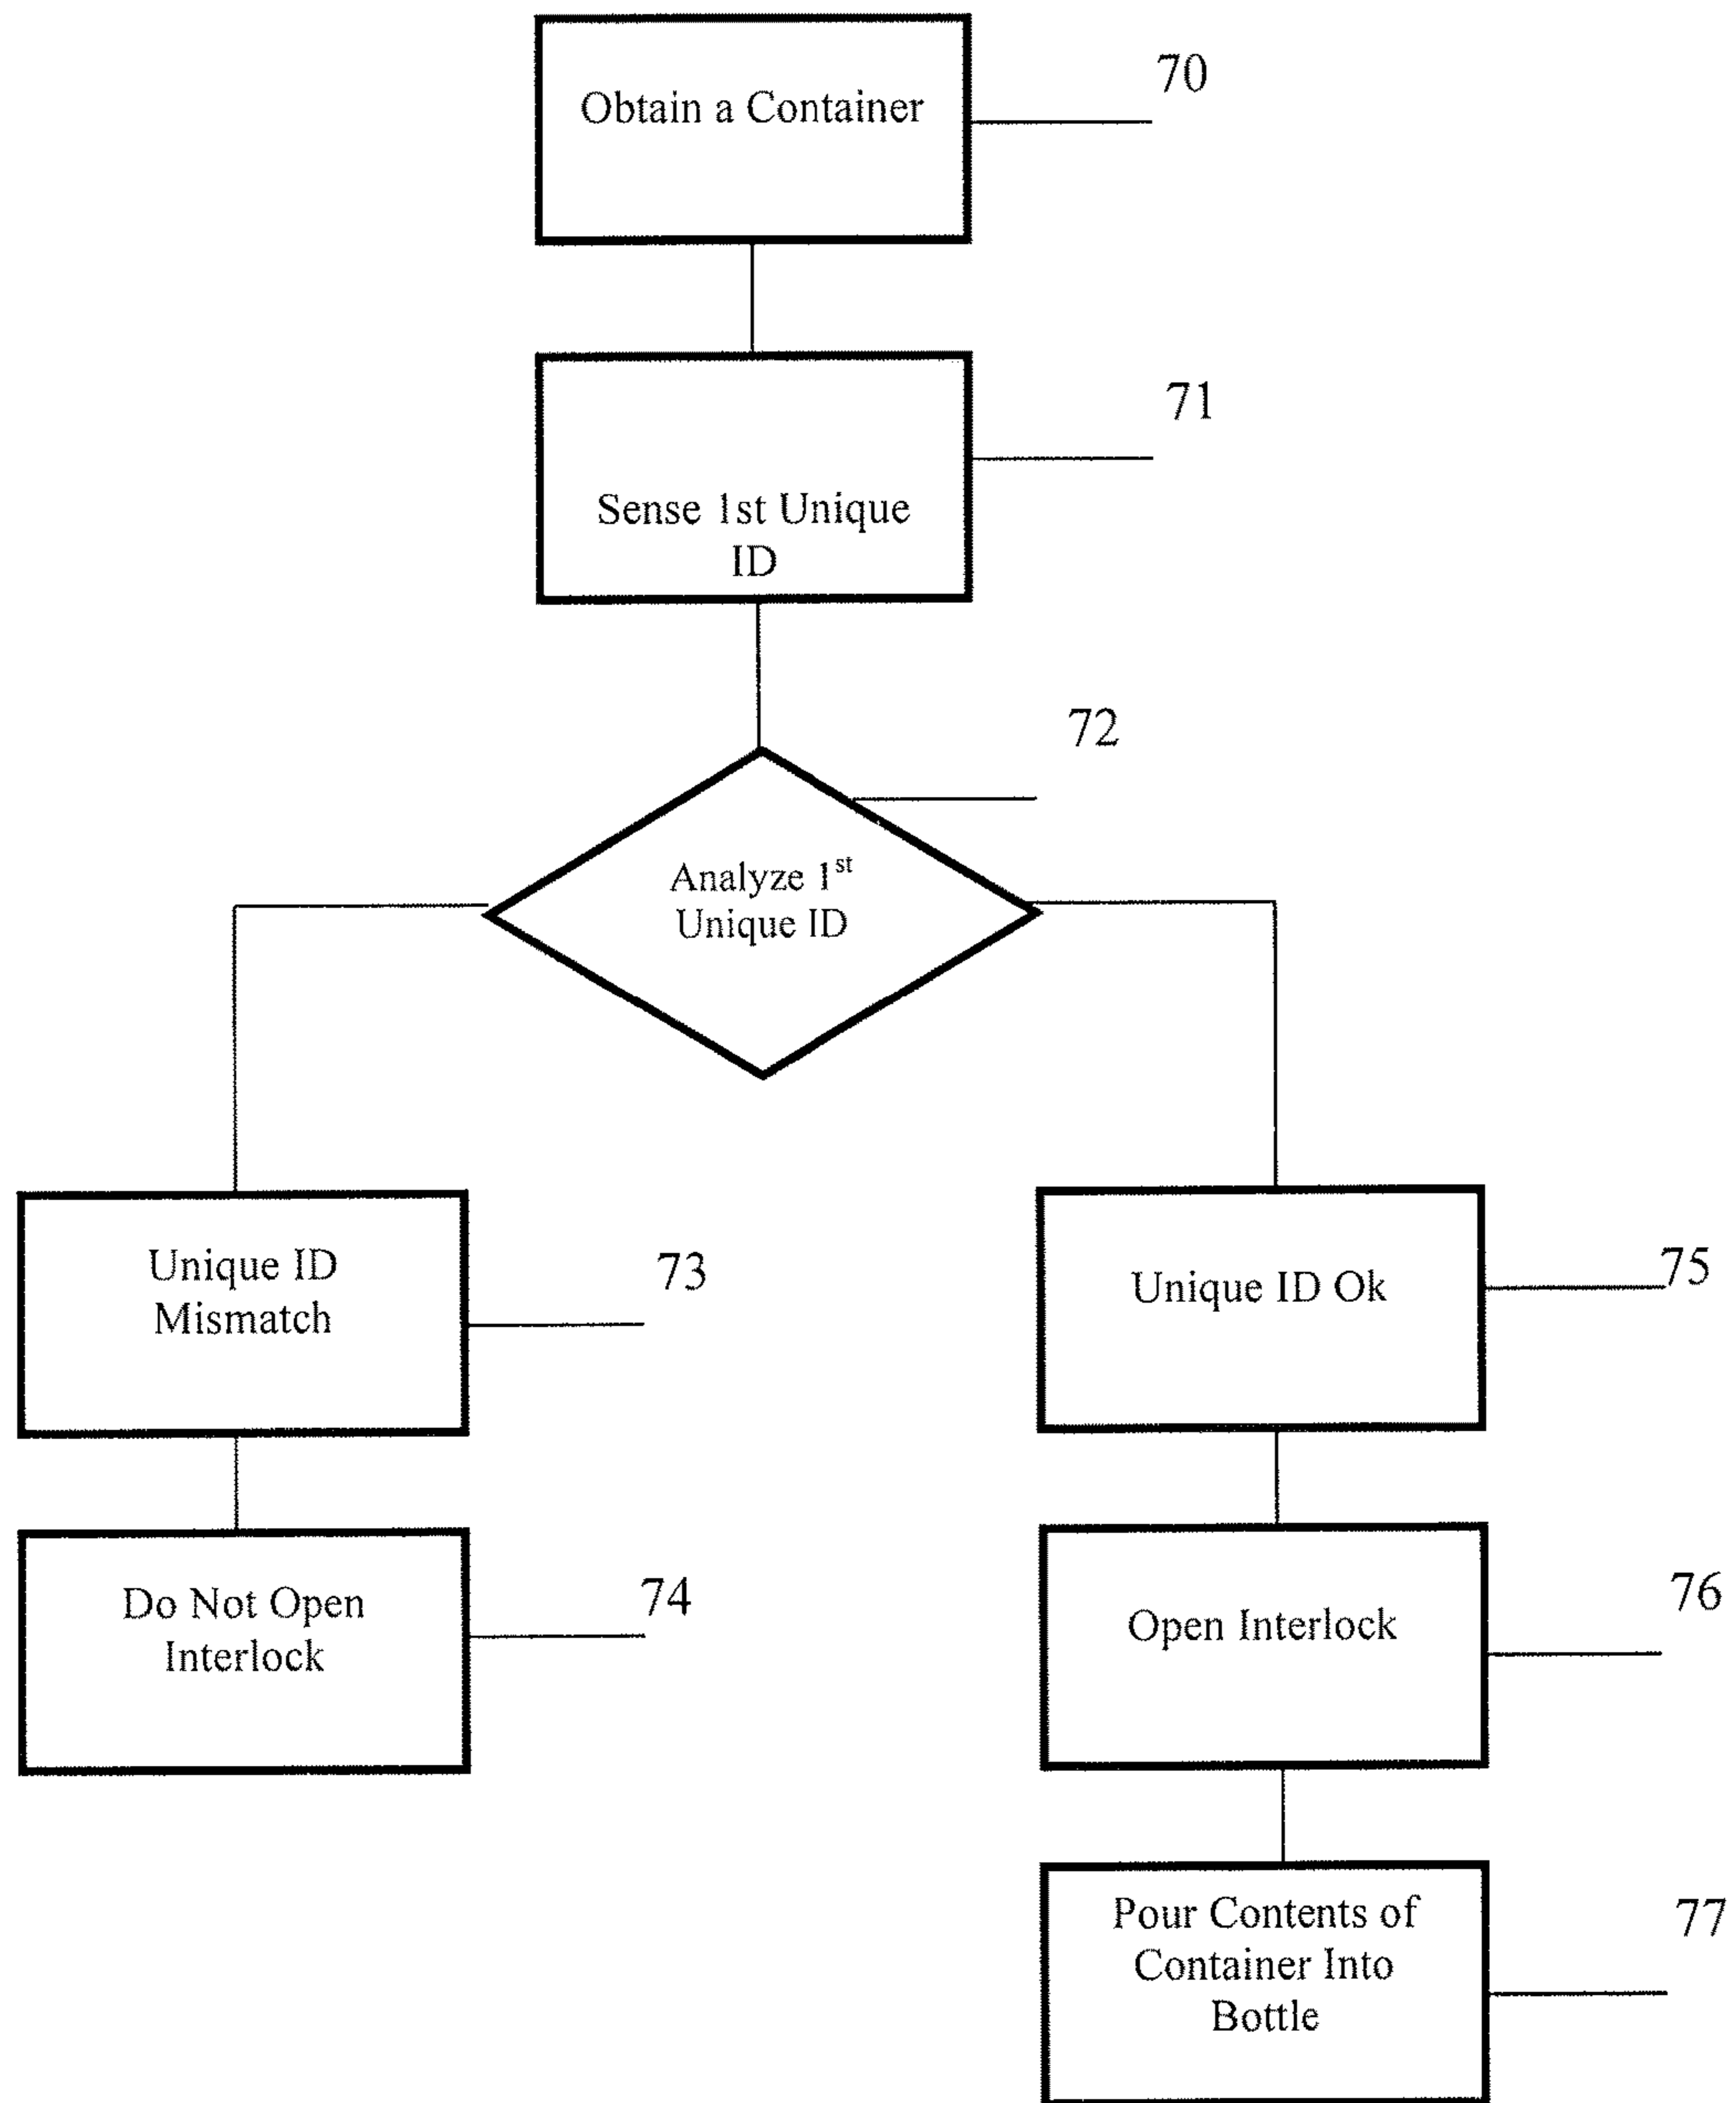 Obtain a Container
70
71
Sense 1st Unique
ID
72
Analyze 1st
Unique ID
Unique ID
Mismatch
73
Unique ID Ok
75
Do Not Open
Interlock
74
Open Interlock
76
Pour Contents of
Container Into
Bottle
77